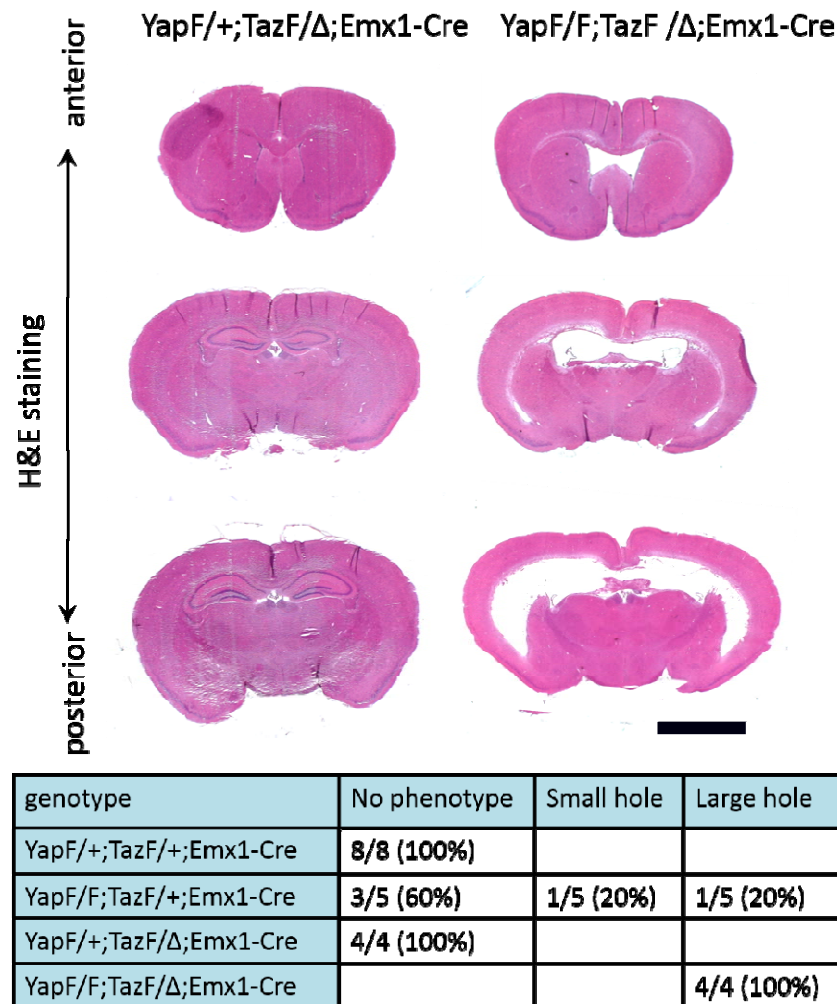 YapF/+;TazF/Δ;Emx1-Cre YapF/F;TazF /Δ;Emx1-Cre
anterior
H&E staining
posterior
genotype No phenotype Small hole Large hole
YapF/+;TazF/+;Emx1-Cre 8/8 (100%)
YapF/F;TazF/+;Emx1-Cre 3/5 (60%) 1/5 (20%) 1/5 (20%)
YapF/+;TazF/Δ;Emx1-Cre 4/4 (100%)
YapF/F;TazF/Δ;Emx1-Cre 4/4 (100%)